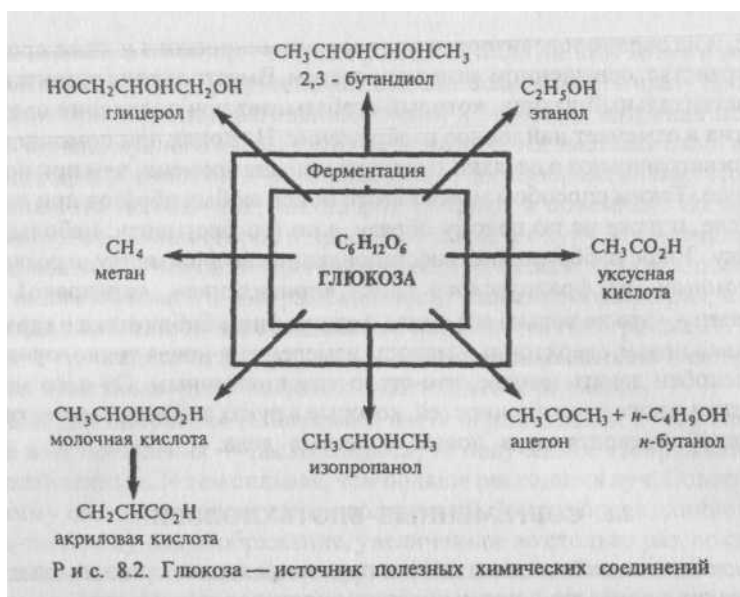 CH₃CHOHCHOHCH₃
2,3 - бутандиол
HOCH₂CHOHCH₂OH
глицерол
C₂H₅OH
этанол
Ферментация
CH₄
метан
C₆H₁₂O₆
ГЛЮКОЗА
CH₃CO₂H
уксусная
кислота
CH₃CHOHCO₂H
молочная кислота
CH₃CHOHCH₃
изопропанол
CH₃COCH₃ + н-C₄H₉OH
ацетон н-бутанол
CH₂CHCO₂H
акриловая кислота
Рис. 8.2. Глюкоза — источник полезных химических соединений